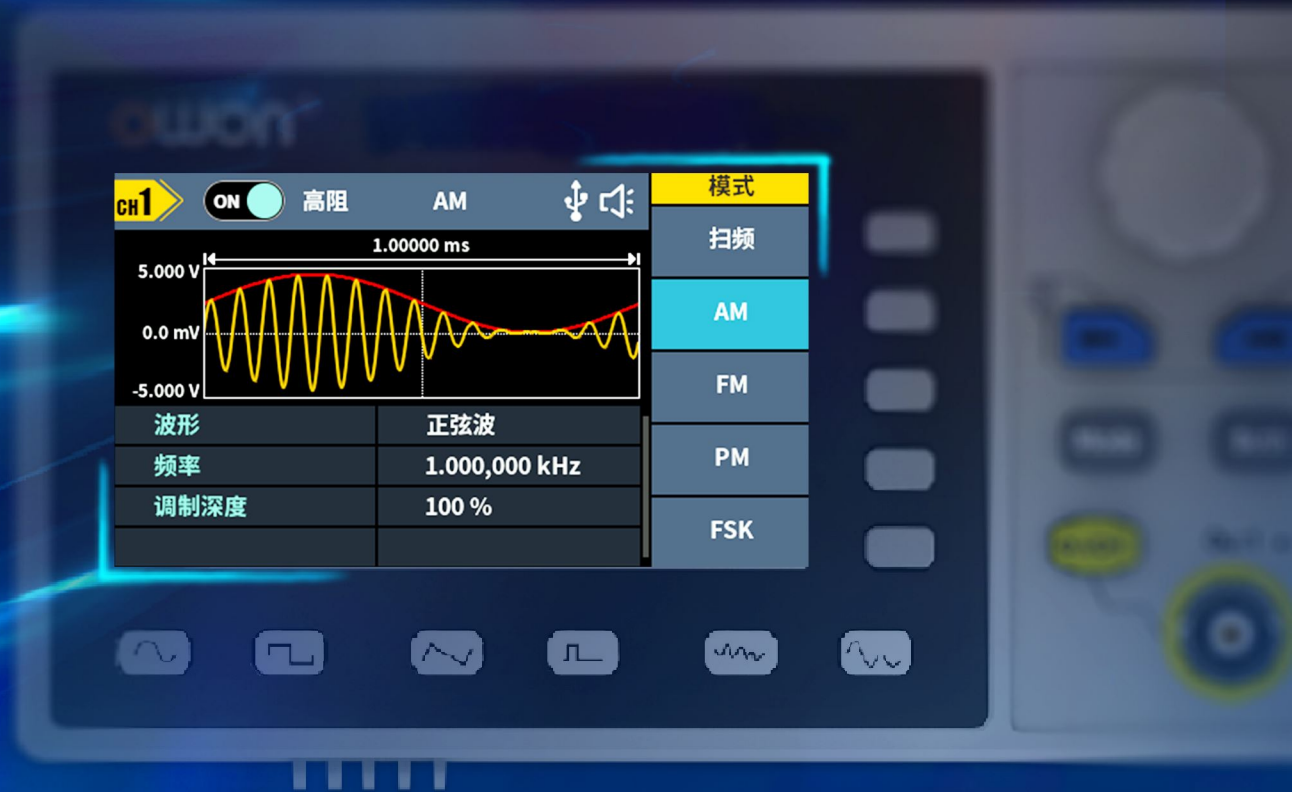 owon
CH1 ON 高阻 AM
模式
1.00000 ms
扫频
5.000 V
0.0 mV
-5.000 V
AM
FM
PM
FSK
波形 正弦波
频率 1.000,000 kHz
调制深度 100 %